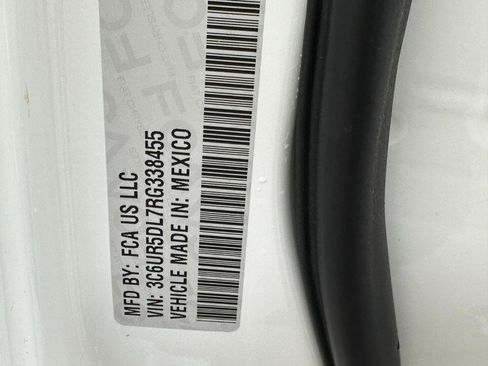 MFD BY: FCA US LLC
VIN: 3C6UR5DL7RG338455
VEHICLE MADE IN: MEXICO